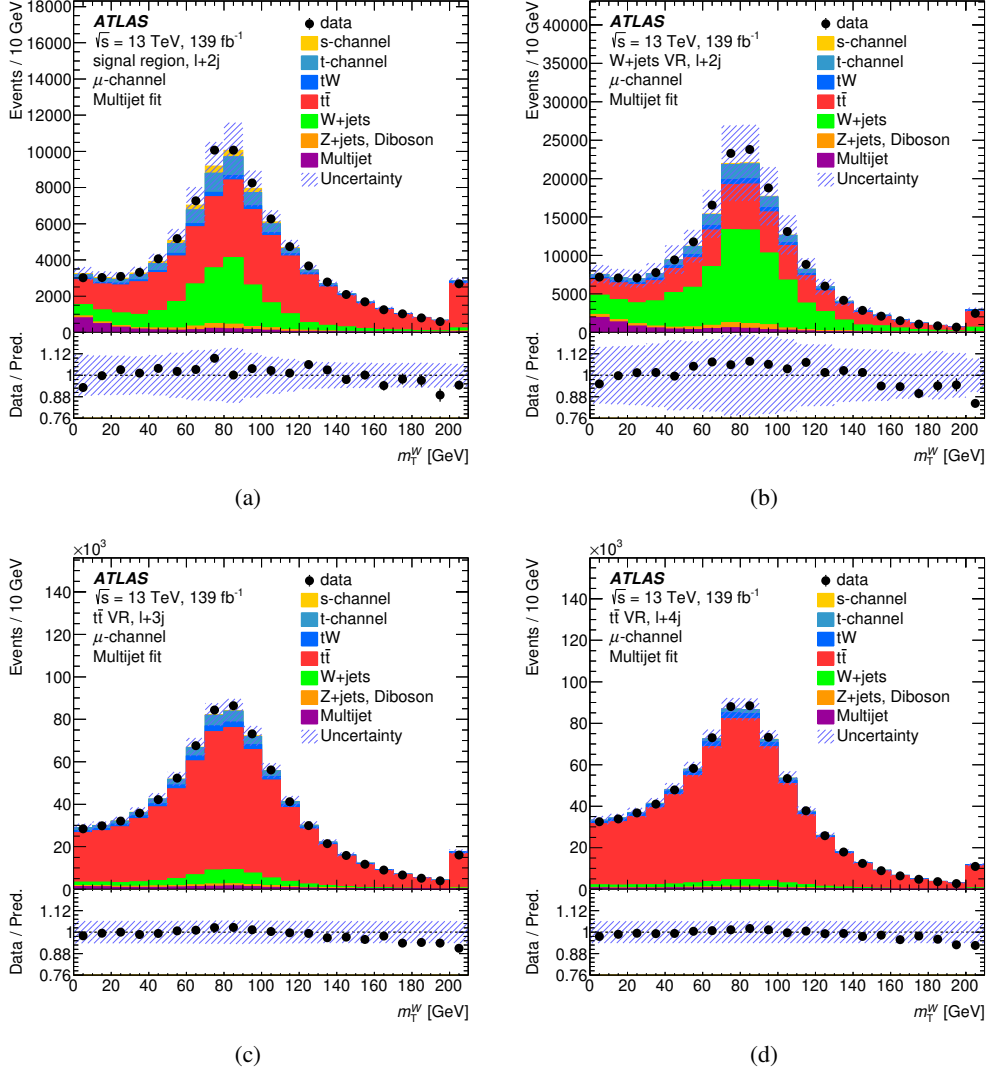 Events / 10 GeV
18000
16000
14000
12000
10000
8000
6000
4000
2000
0
ATLAS
√s = 13 TeV, 139 fb⁻¹
signal region, l+2j
μ-channel
Multijet fit
data
s-channel
t-channel
tW
tt̄
W+jets
Z+jets, Diboson
Multijet
Uncertainty
Data / Pred.
1.12
1
0.88
0.76
0 20 40 60 80 100 120 140 160 180 200
m_T^W [GeV]
(a)
Events / 10 GeV
40000
35000
30000
25000
20000
15000
10000
5000
0
ATLAS
√s = 13 TeV, 139 fb⁻¹
W+jets VR, l+2j
μ-channel
Multijet fit
data
s-channel
t-channel
tW
tt̄
W+jets
Z+jets, Diboson
Multijet
Uncertainty
Data / Pred.
1.12
1
0.88
0.76
0 20 40 60 80 100 120 140 160 180 200
m_T^W [GeV]
(b)
×10³
Events / 10 GeV
140
120
100
80
60
40
20
0
ATLAS
√s = 13 TeV, 139 fb⁻¹
tt̄ VR, l+3j
μ-channel
Multijet fit
data
s-channel
t-channel
tW
tt̄
W+jets
Z+jets, Diboson
Multijet
Uncertainty
Data / Pred.
1.12
1
0.88
0.76
0 20 40 60 80 100 120 140 160 180 200
m_T^W [GeV]
(c)
×10³
Events / 10 GeV
160
140
120
100
80
60
40
20
0
ATLAS
√s = 13 TeV, 139 fb⁻¹
tt̄ VR, l+4j
μ-channel
Multijet fit
data
s-channel
t-channel
tW
tt̄
W+jets
Z+jets, Diboson
Multijet
Uncertainty
Data / Pred.
1.12
1
0.88
0.76
0 20 40 60 80 100 120 140 160 180 200
m_T^W [GeV]
(d)